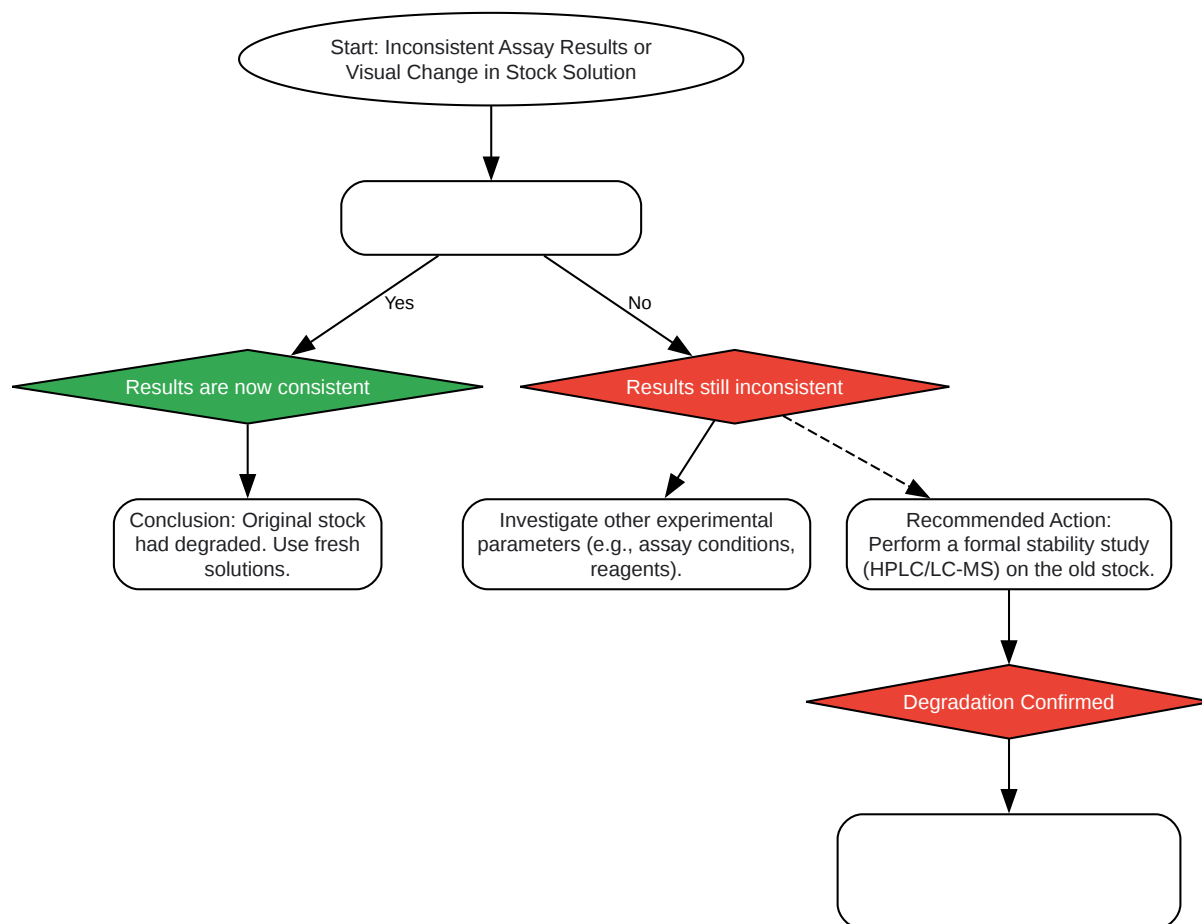 Start: Inconsistent Assay Results or
Visual Change in Stock Solution
Yes
No
Results are now consistent
Results still inconsistent
Conclusion: Original stock
had degraded. Use fresh
solutions.
Investigate other experimental
parameters (e.g., assay conditions,
reagents).
Recommended Action:
Perform a formal stability study
(HPLC/LC-MS) on the old stock.
Degradation Confirmed